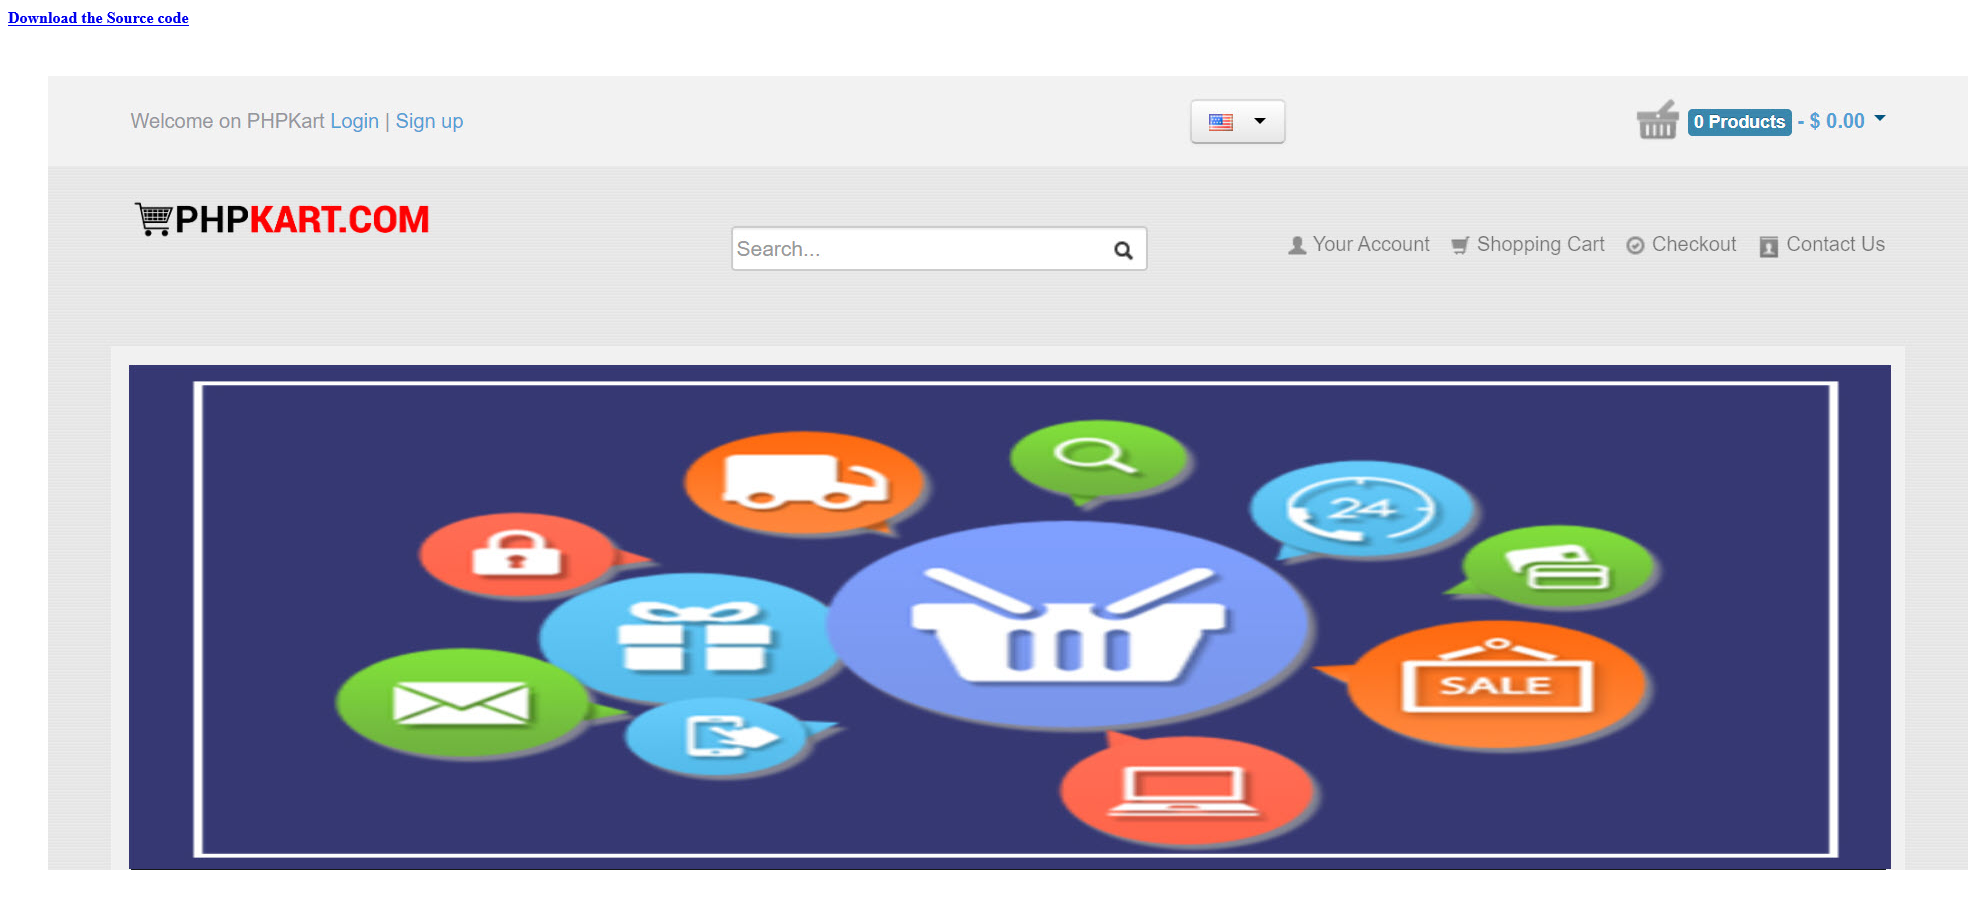 Download the Source code
Welcome on PHPKart Login | Sign up
0 Products - $ 0.00
PHPKART.COM
Search...
Your Account Shopping Cart Checkout Contact Us
24
SALE